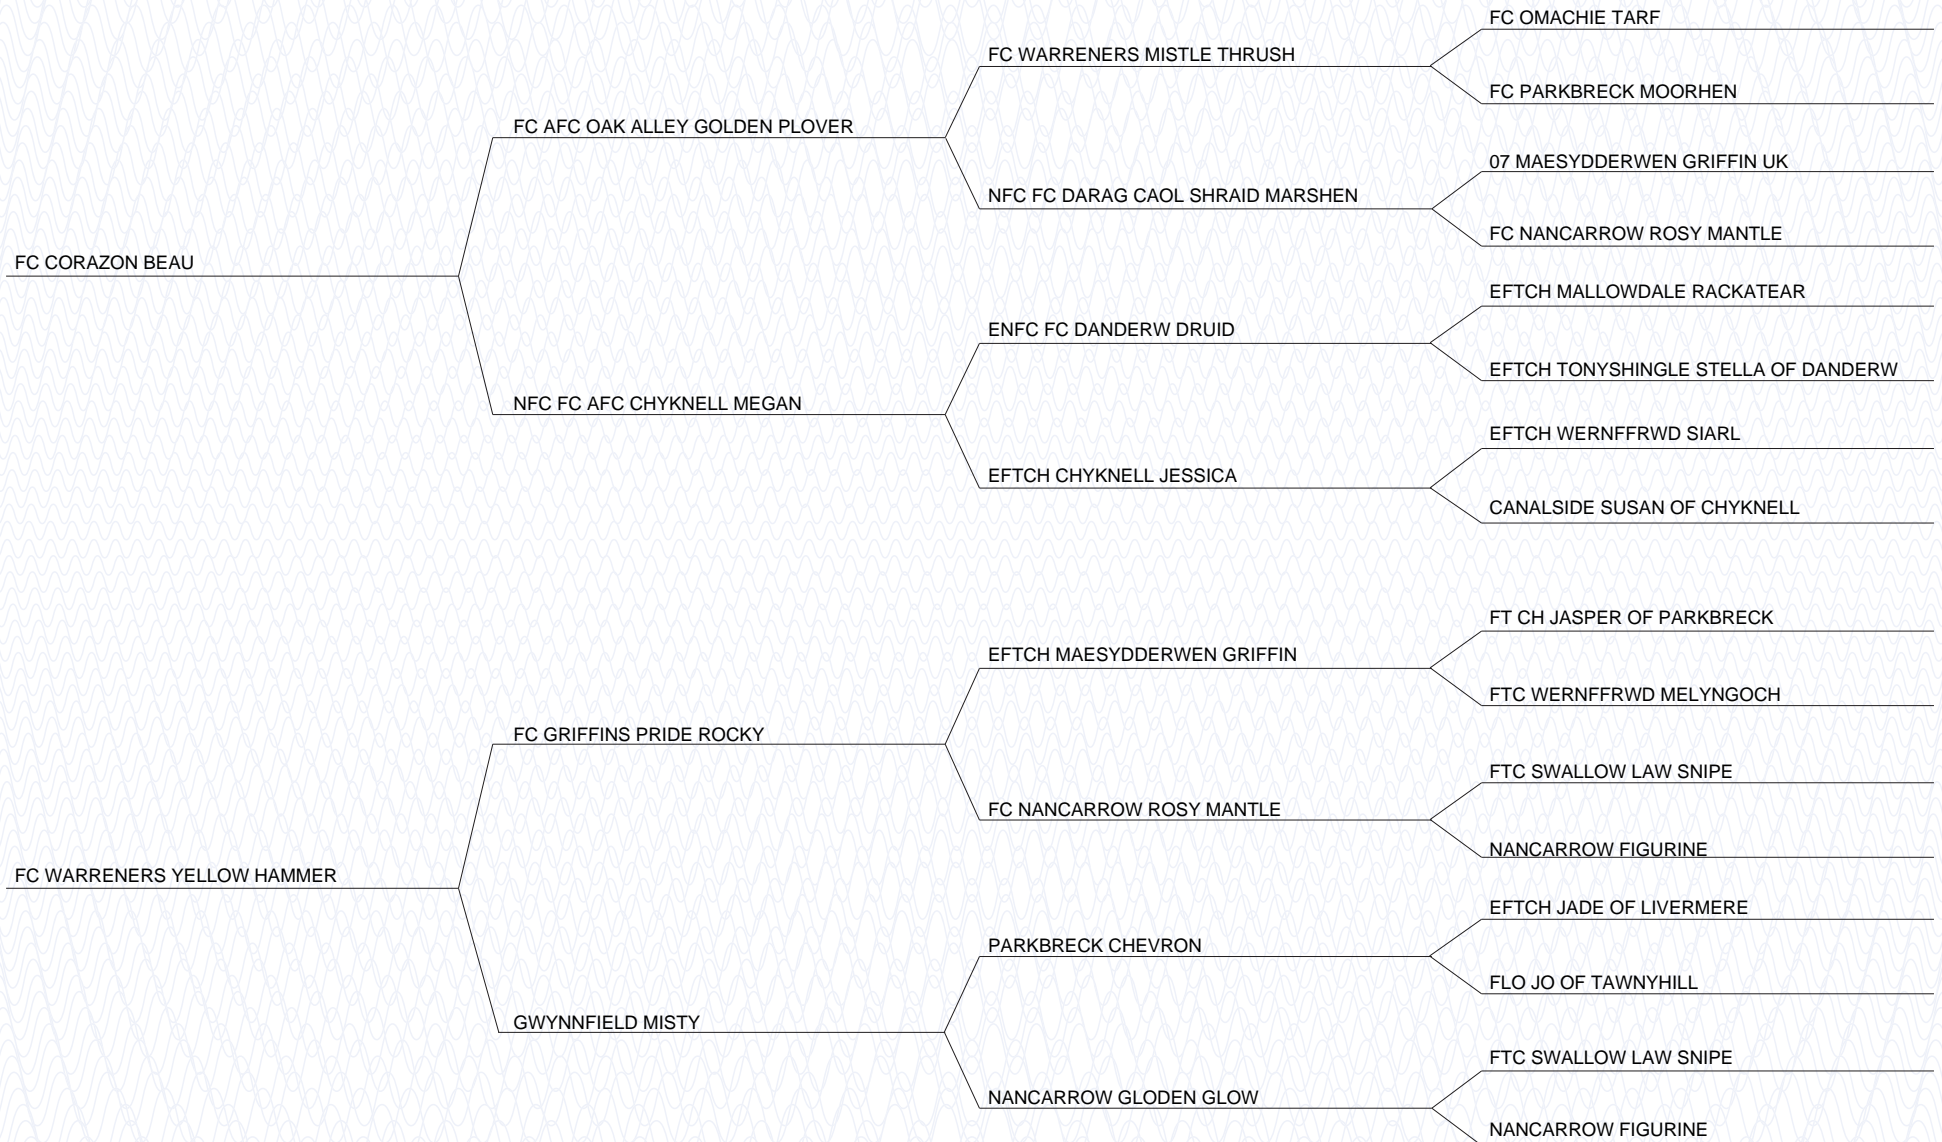 FC OMACHIE TARF
FC WARRENERS MISTLE THRUSH
FC PARKBRECK MOORHEN
FC AFC OAK ALLEY GOLDEN PLOVER
07 MAESYDDERWEN GRIFFIN UK
NFC FC DARAG CAOL SHRAID MARSHEN
FC NANCARROW ROSY MANTLE
FC CORAZON BEAU
EFTCH MALLOWDALE RACKATEAR
ENFC FC DANDERW DRUID
EFTCH TONYSHINGLE STELLA OF DANDERW
NFC FC AFC CHYKNELL MEGAN
EFTCH WERNFFRWD SIARL
EFTCH CHYKNELL JESSICA
CANALSIDE SUSAN OF CHYKNELL
FT CH JASPER OF PARKBRECK
EFTCH MAESYDDERWEN GRIFFIN
FTC WERNFFRWD MELYNGOCH
FC GRIFFINS PRIDE ROCKY
FTC SWALLOW LAW SNIPE
FC NANCARROW ROSY MANTLE
NANCARROW FIGURINE
FC WARRENERS YELLOW HAMMER
EFTCH JADE OF LIVERMERE
PARKBRECK CHEVRON
FLO JO OF TAWNYHILL
GWYNNFIELD MISTY
FTC SWALLOW LAW SNIPE
NANCARROW GLODEN GLOW
NANCARROW FIGURINE